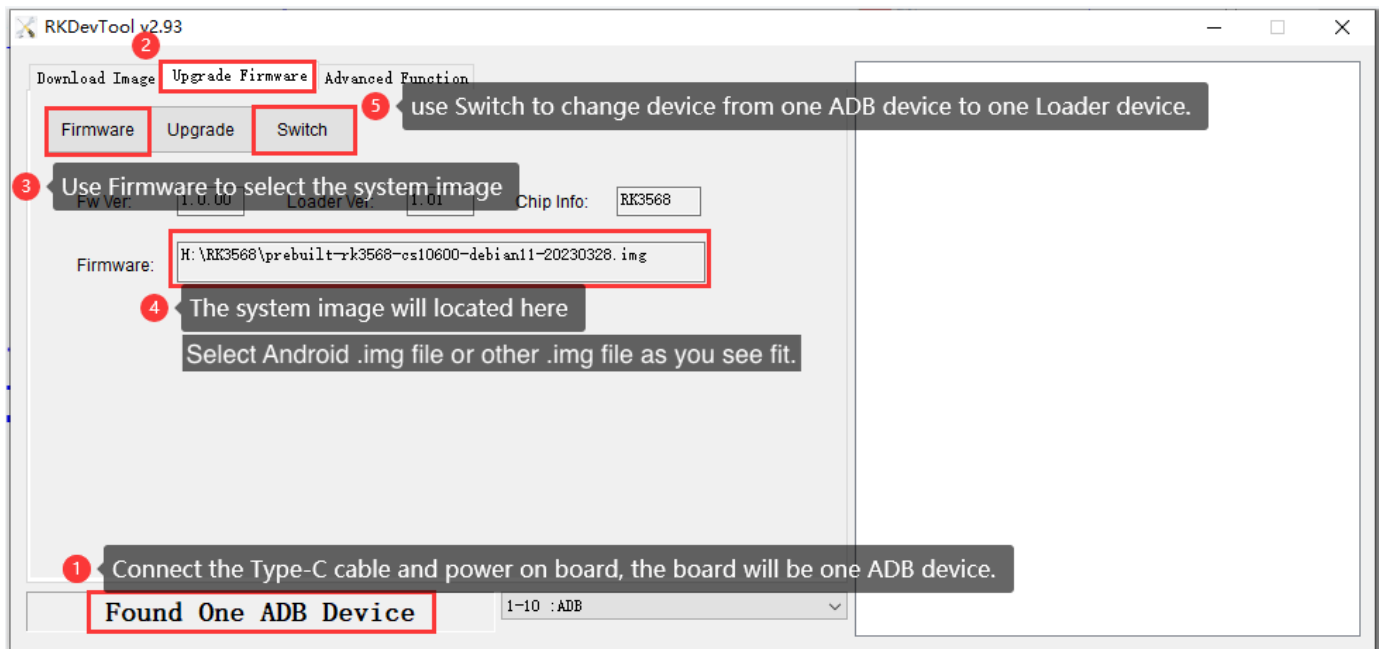 RKDevTool v2.93
2
Download Image Upgrade Firmware Advanced Function
5 use Switch to change device from one ADB device to one Loader device.
Firmware Upgrade Switch
3 Use Firmware to select the system image
Fw Ver: 1.0.00 Loader Ver: 1.01 Chip Info: RK3568
Firmware: H:\RK3568\prebuilt-rk3568-cs10600-debian11-20230328.img
4 The system image will located here
Select Android .img file or other .img file as you see fit.
1 Connect the Type-C cable and power on board, the board will be one ADB device.
Found One ADB Device 1-10 :ADB